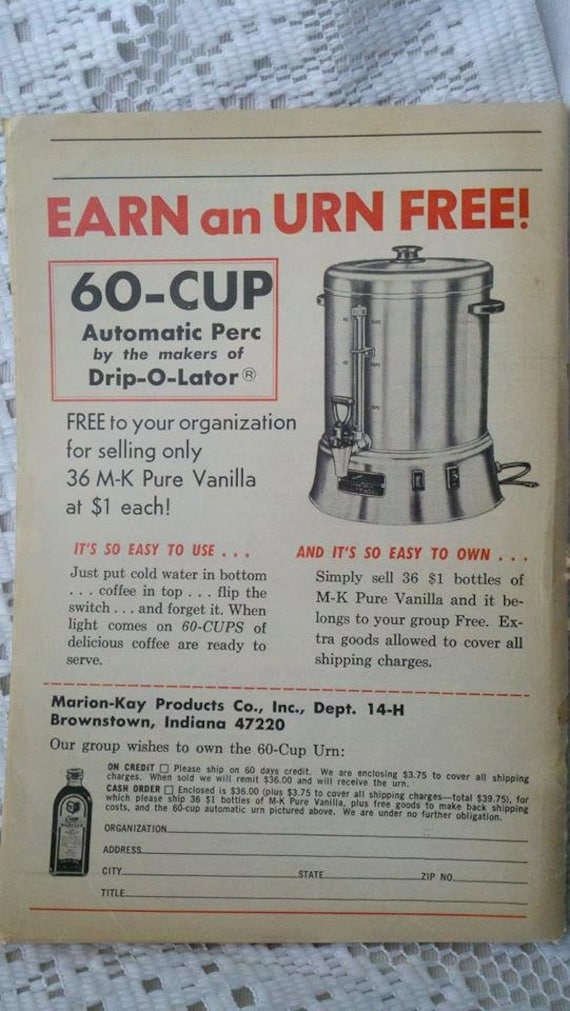 EARN an URN FREE!
60-CUP
Automatic Perc
by the makers of
Drip-O-Lator®
FREE to your organization
for selling only
36 M-K Pure Vanilla
at $1 each!
IT'S SO EASY TO USE . . .
Just put cold water in bottom
. . . coffee in top . . . flip the
switch . . . and forget it. When
light comes on 60-CUPS of
delicious coffee are ready to
serve.
AND IT'S SO EASY TO OWN . . .
Simply sell 36 $1 bottles of
M-K Pure Vanilla and it be-
longs to your group Free. Ex-
tra goods allowed to cover all
shipping charges.
Marion-Kay Products Co., Inc., Dept. 14-H
Brownstown, Indiana 47220
Our group wishes to own the 60-Cup Urn:
ON CREDIT □ Please ship on 60 days credit. We are enclosing $3.75 to cover all shipping
charges. When sold we will remit $36.00 and will receive the urn.
CASH ORDER □ Enclosed is $36.00 (plus $3.75 to cover all shipping charges—total $39.75), for
which please ship 36 $1 bottles of M-K Pure Vanilla, plus free goods to make back shipping
costs, and the 60-cup automatic urn pictured above. We are under no further obligation.
ORGANIZATION
ADDRESS
CITY STATE ZIP NO.
TITLE